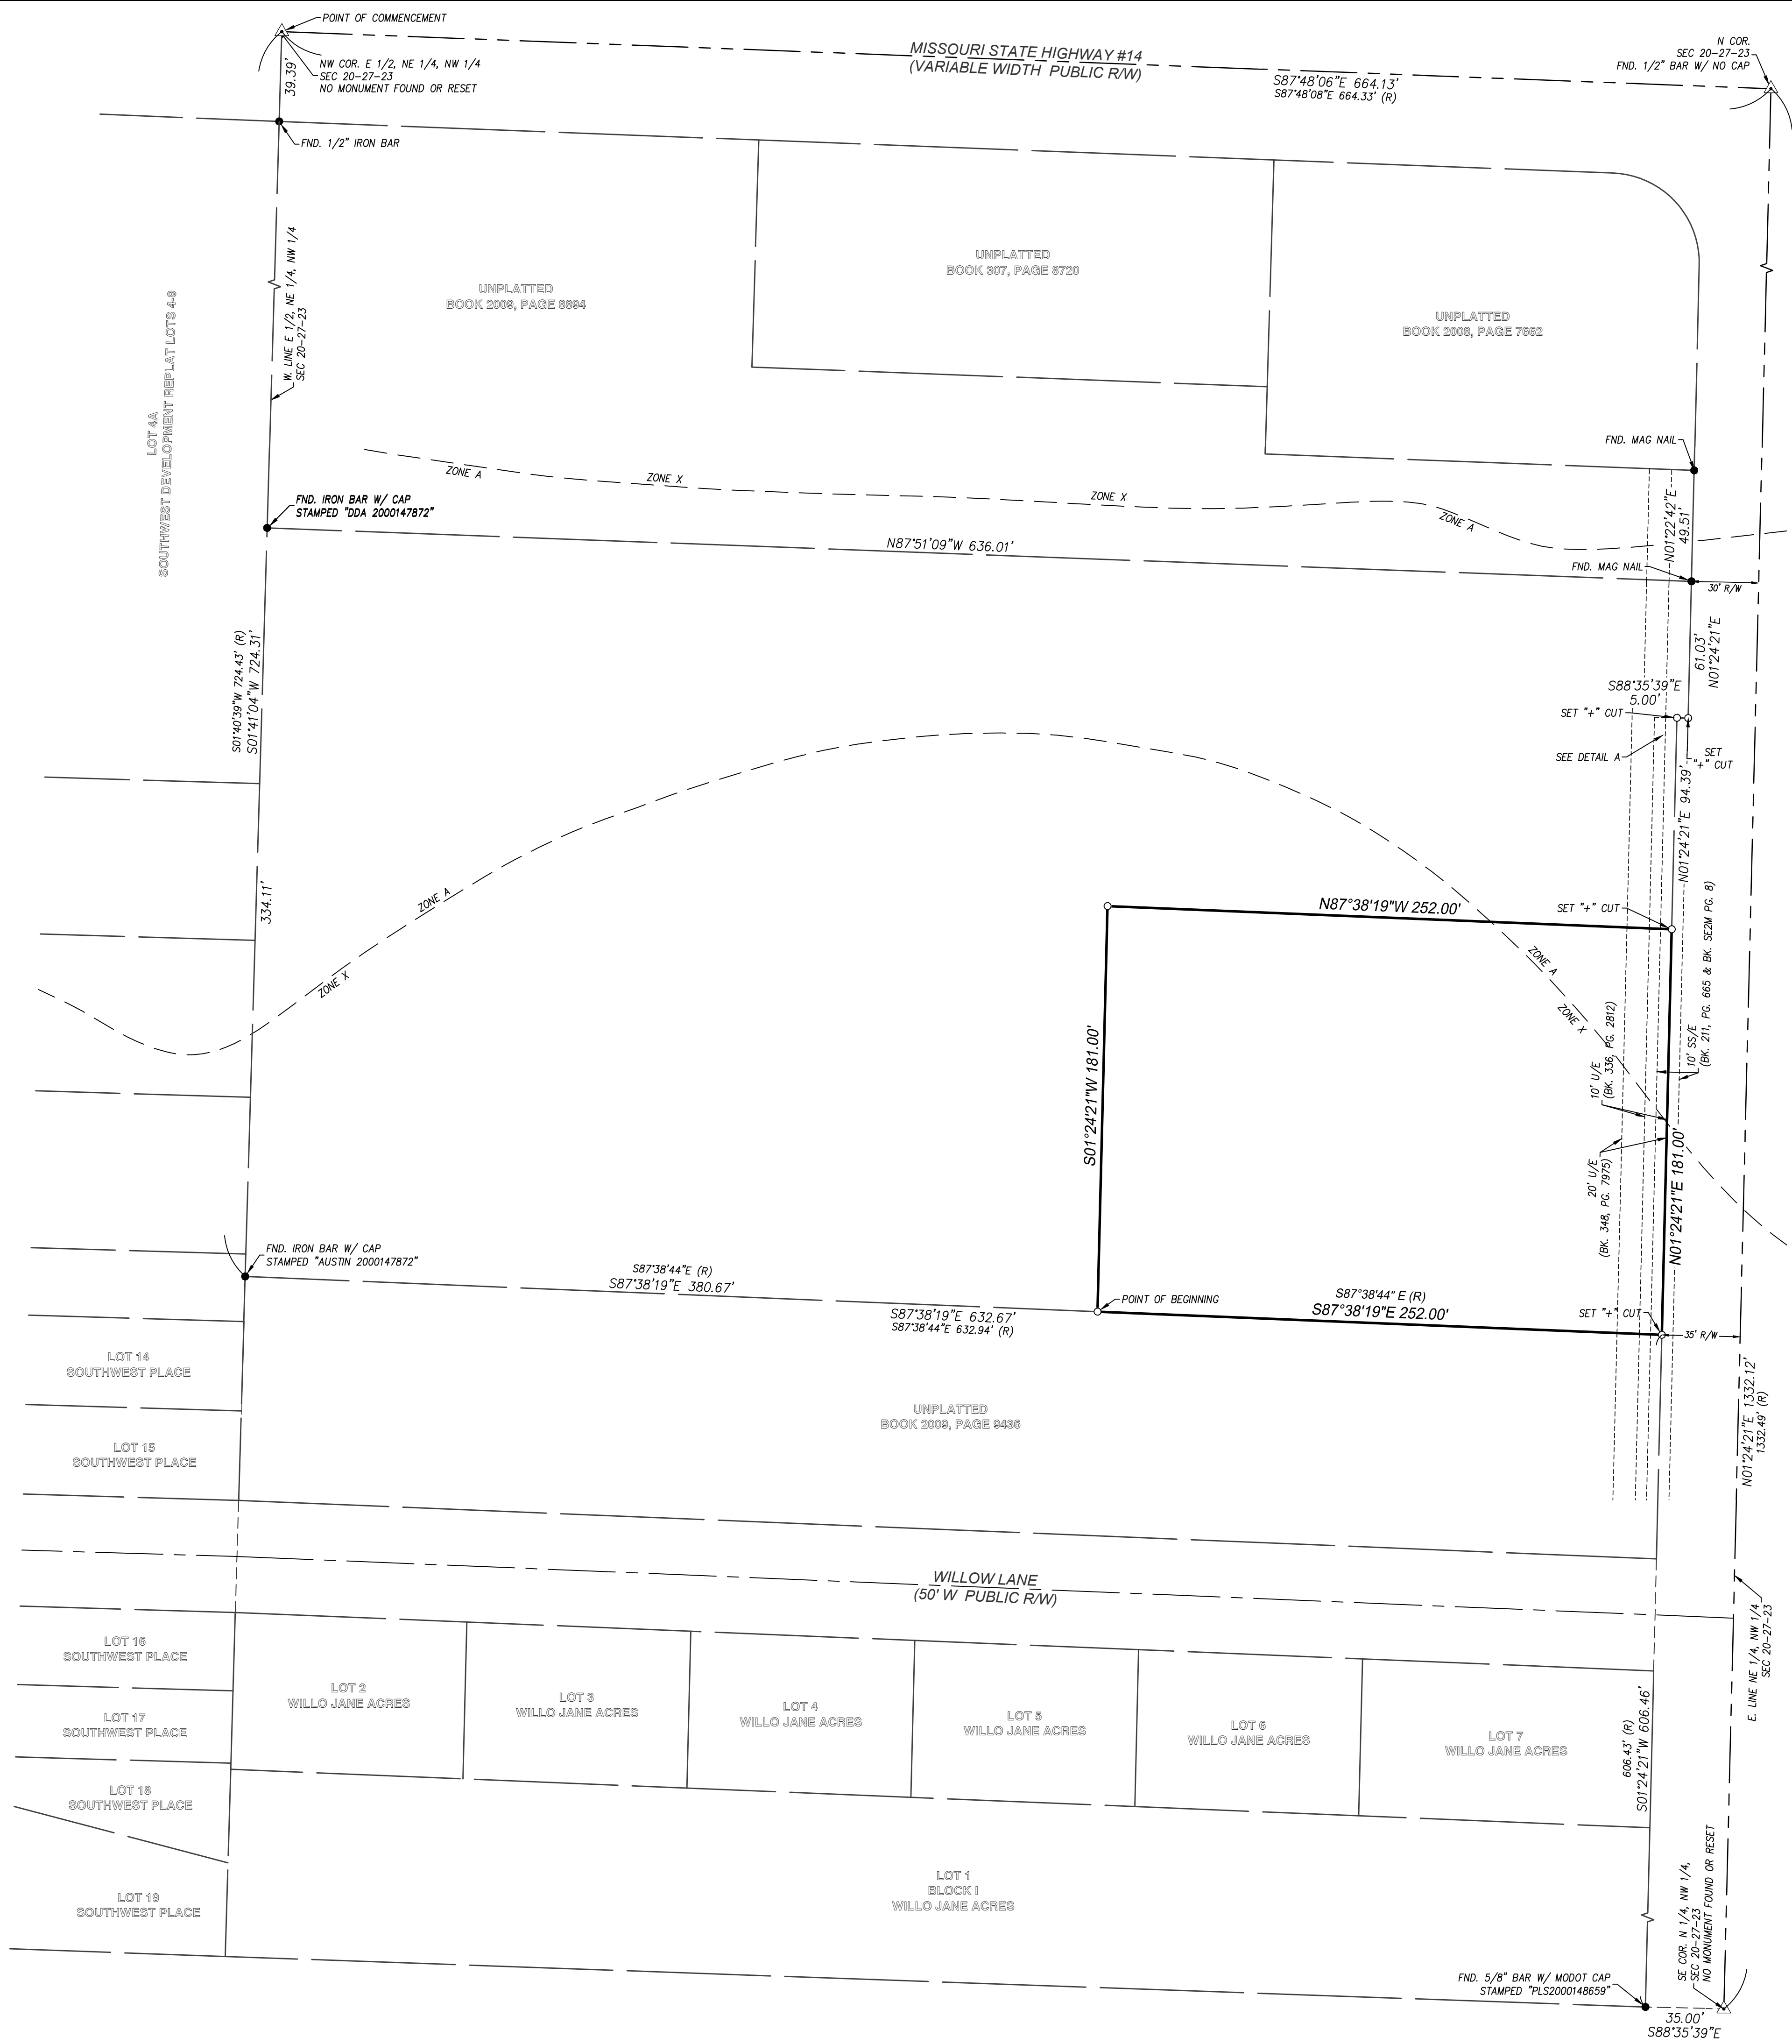 POINT OF COMMENCEMENT
NW COR. E 1/2, NE 1/4, NW 1/4
SEC 20-27-23
NO MONUMENT FOUND OR RESET
39.39'
FND. 1/2" IRON BAR
MISSOURI STATE HIGHWAY #14
(VARIABLE WIDTH PUBLIC R/W)
S87°48'06"E 664.13'
S87°48'08"E 664.33' (R)
N COR.
SEC 20-27-23
FND. 1/2" BAR W/ NO CAP
W. LINE E 1/2, NE 1/4, NW 1/4
SEC 20-27-23
UNPLATTED
BOOK 2009, PAGE 8894
UNPLATTED
BOOK 307, PAGE 8720
UNPLATTED
BOOK 2008, PAGE 7662
LOT 4A
SOUTHWEST DEVELOPMENT REPLAT LOTS 4-9
FND. MAG NAIL
ZONE A
ZONE X
ZONE X
ZONE A
FND. IRON BAR W/ CAP
STAMPED "DDA 2000147872"
N87°51'09"W 636.01'
N01°22'42"E
49.51'
FND. MAG NAIL
30' R/W
S01°40'39"W 724.43' (R)
S01°41'04"W 724.31'
61.03'
N01°24'21"E
S88°35'39"E
5.00'
SET "+" CUT
SET
"+" CUT
SEE DETAIL A
N01°24'21"E 94.39'
334.11'
ZONE A
ZONE X
N87°38'19"W 252.00'
SET "+" CUT
ZONE A
ZONE X
10' SS/E
(BK. 211, PG. 665 & BK. SE2M PG. 8)
10' U/E
(BK. 336, PG. 2812)
20' U/E
(BK. 348, PG. 7975)
S01°24'21"W 181.00'
N01°24'21"E 181.00'
FND. IRON BAR W/ CAP
STAMPED "AUSTIN 2000147872"
S87°38'44"E (R)
S87°38'19"E 380.67'
S87°38'19"E 632.67'
S87°38'44"E 632.94' (R)
POINT OF BEGINNING
S87°38'44" E (R)
S87°38'19"E 252.00'
SET "+" CUT
35' R/W
N01°24'21"E 1332.12'
1332.49' (R)
LOT 14
SOUTHWEST PLACE
UNPLATTED
BOOK 2009, PAGE 9436
LOT 15
SOUTHWEST PLACE
WILLOW LANE
(50' W PUBLIC R/W)
E. LINE NE 1/4, NW 1/4
SEC 20-27-23
LOT 16
SOUTHWEST PLACE
LOT 2
WILLO JANE ACRES
LOT 3
WILLO JANE ACRES
LOT 4
WILLO JANE ACRES
LOT 5
WILLO JANE ACRES
LOT 6
WILLO JANE ACRES
LOT 7
WILLO JANE ACRES
606.43' (R)
S01°24'21"W 606.46'
LOT 17
SOUTHWEST PLACE
LOT 18
SOUTHWEST PLACE
LOT 19
SOUTHWEST PLACE
LOT 1
BLOCK I
WILLO JANE ACRES
SE COR. N 1/4, NW 1/4,
SEC 20-27-23
NO MONUMENT FOUND OR RESET
FND. 5/8" BAR W/ MODOT CAP
STAMPED "PLS2000148659"
35.00'
S88°35'39"E